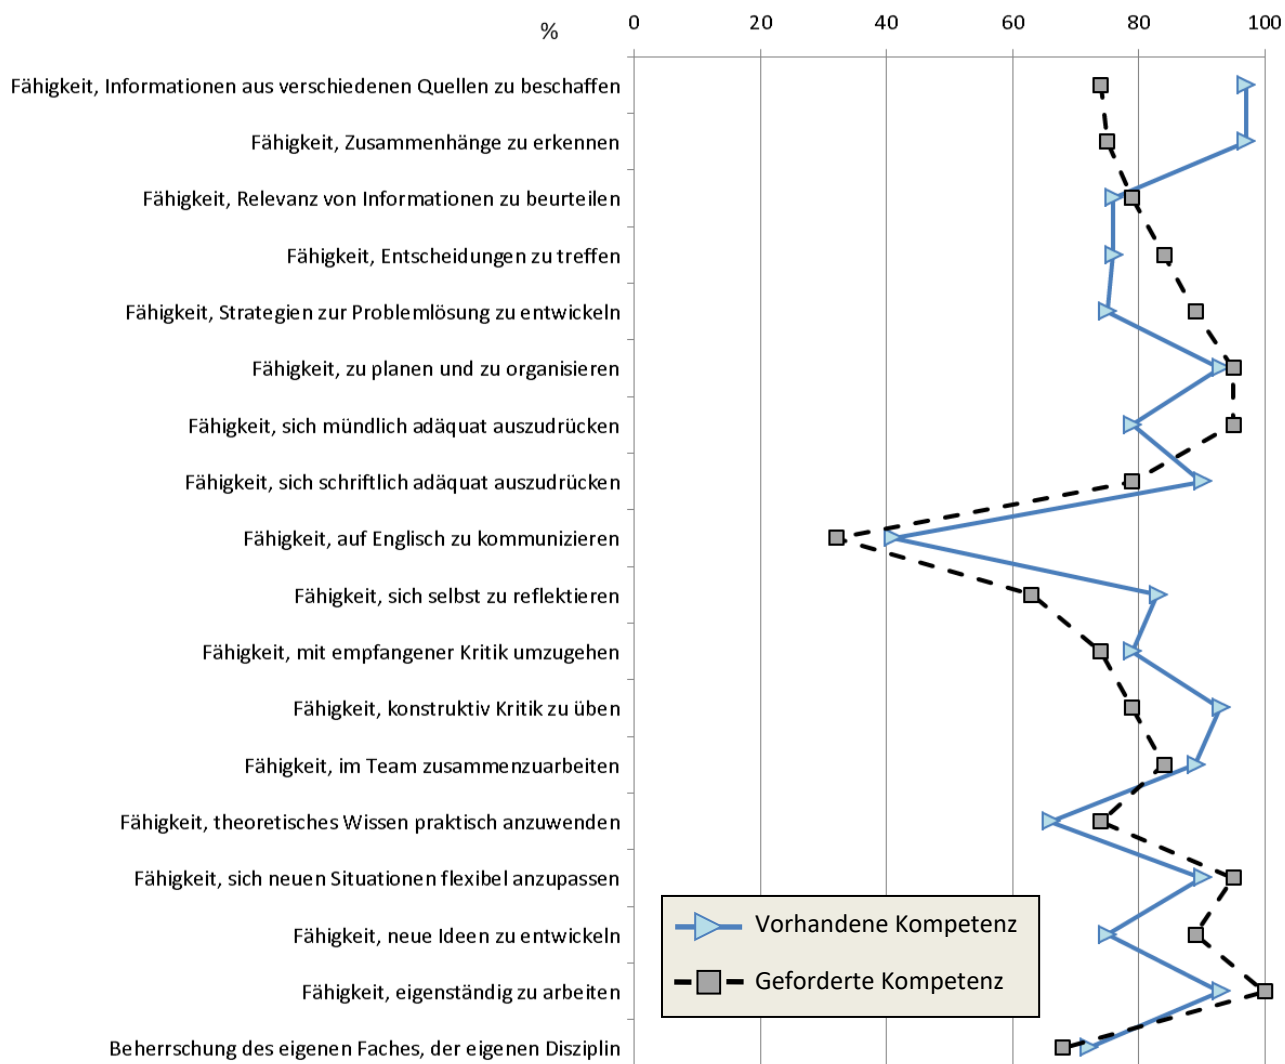 % 0 20 40 60 80 100
Fähigkeit, Informationen aus verschiedenen Quellen zu beschaffen
Fähigkeit, Zusammenhänge zu erkennen
Fähigkeit, Relevanz von Informationen zu beurteilen
Fähigkeit, Entscheidungen zu treffen
Fähigkeit, Strategien zur Problemlösung zu entwickeln
Fähigkeit, zu planen und zu organisieren
Fähigkeit, sich mündlich adäquat auszudrücken
Fähigkeit, sich schriftlich adäquat auszudrücken
Fähigkeit, auf Englisch zu kommunizieren
Fähigkeit, sich selbst zu reflektieren
Fähigkeit, mit empfangener Kritik umzugehen
Fähigkeit, konstruktiv Kritik zu üben
Fähigkeit, im Team zusammenzuarbeiten
Fähigkeit, theoretisches Wissen praktisch anzuwenden
Fähigkeit, sich neuen Situationen flexibel anzupassen
Fähigkeit, neue Ideen zu entwickeln
Fähigkeit, eigenständig zu arbeiten
Beherrschung des eigenen Faches, der eigenen Disziplin
Vorhandene Kompetenz
Geforderte Kompetenz